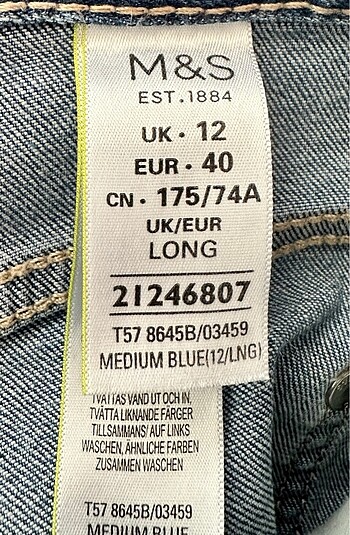 M&S
EST.1884
UK · 12
EUR · 40
CN · 175/74A
UK/EUR
LONG
21246807
T57 8645B/03459
MEDIUM BLUE(12/LNG)
TVÄTTAS VÄND UT OCH IN.
TVÄTTA LIKNANDE FÄRGER
TILLSAMMANS/ AUF LINKS
WASCHEN, ÄHNLICHE FARBEN
ZUSAMMEN WASCHEN
T57 8645B/03459
MEDIUM BLUE